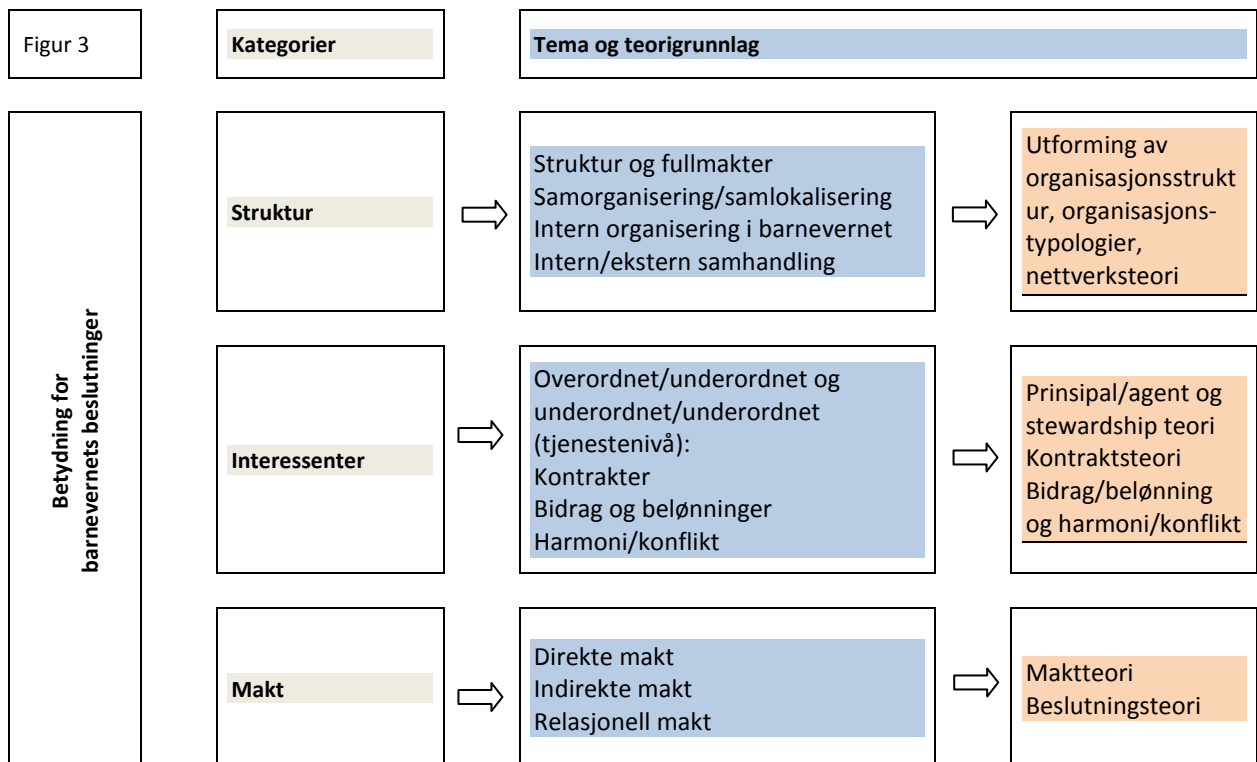 Figur 3
Kategorier
Tema og teorigrunnlag
Betydning for
barnevernets beslutninger
Struktur
Struktur og fullmakter
Samorganisering/samlokalisering
Intern organisering i barnevernet
Intern/ekstern samhandling
Utforming av
organisasjonsstrukt
ur, organisasjons-
typologier,
nettverksteori
Interessenter
Overordnet/underordnet og
underordnet/underordnet
(tjenestenivå):
Kontrakter
Bidrag og belønninger
Harmoni/konflikt
Prinsipal/agent og
stewardship teori
Kontraktsteori
Bidrag/belønning
og harmoni/konflikt
Makt
Direkte makt
Indirekte makt
Relasjonell makt
Maktteori
Beslutningsteori